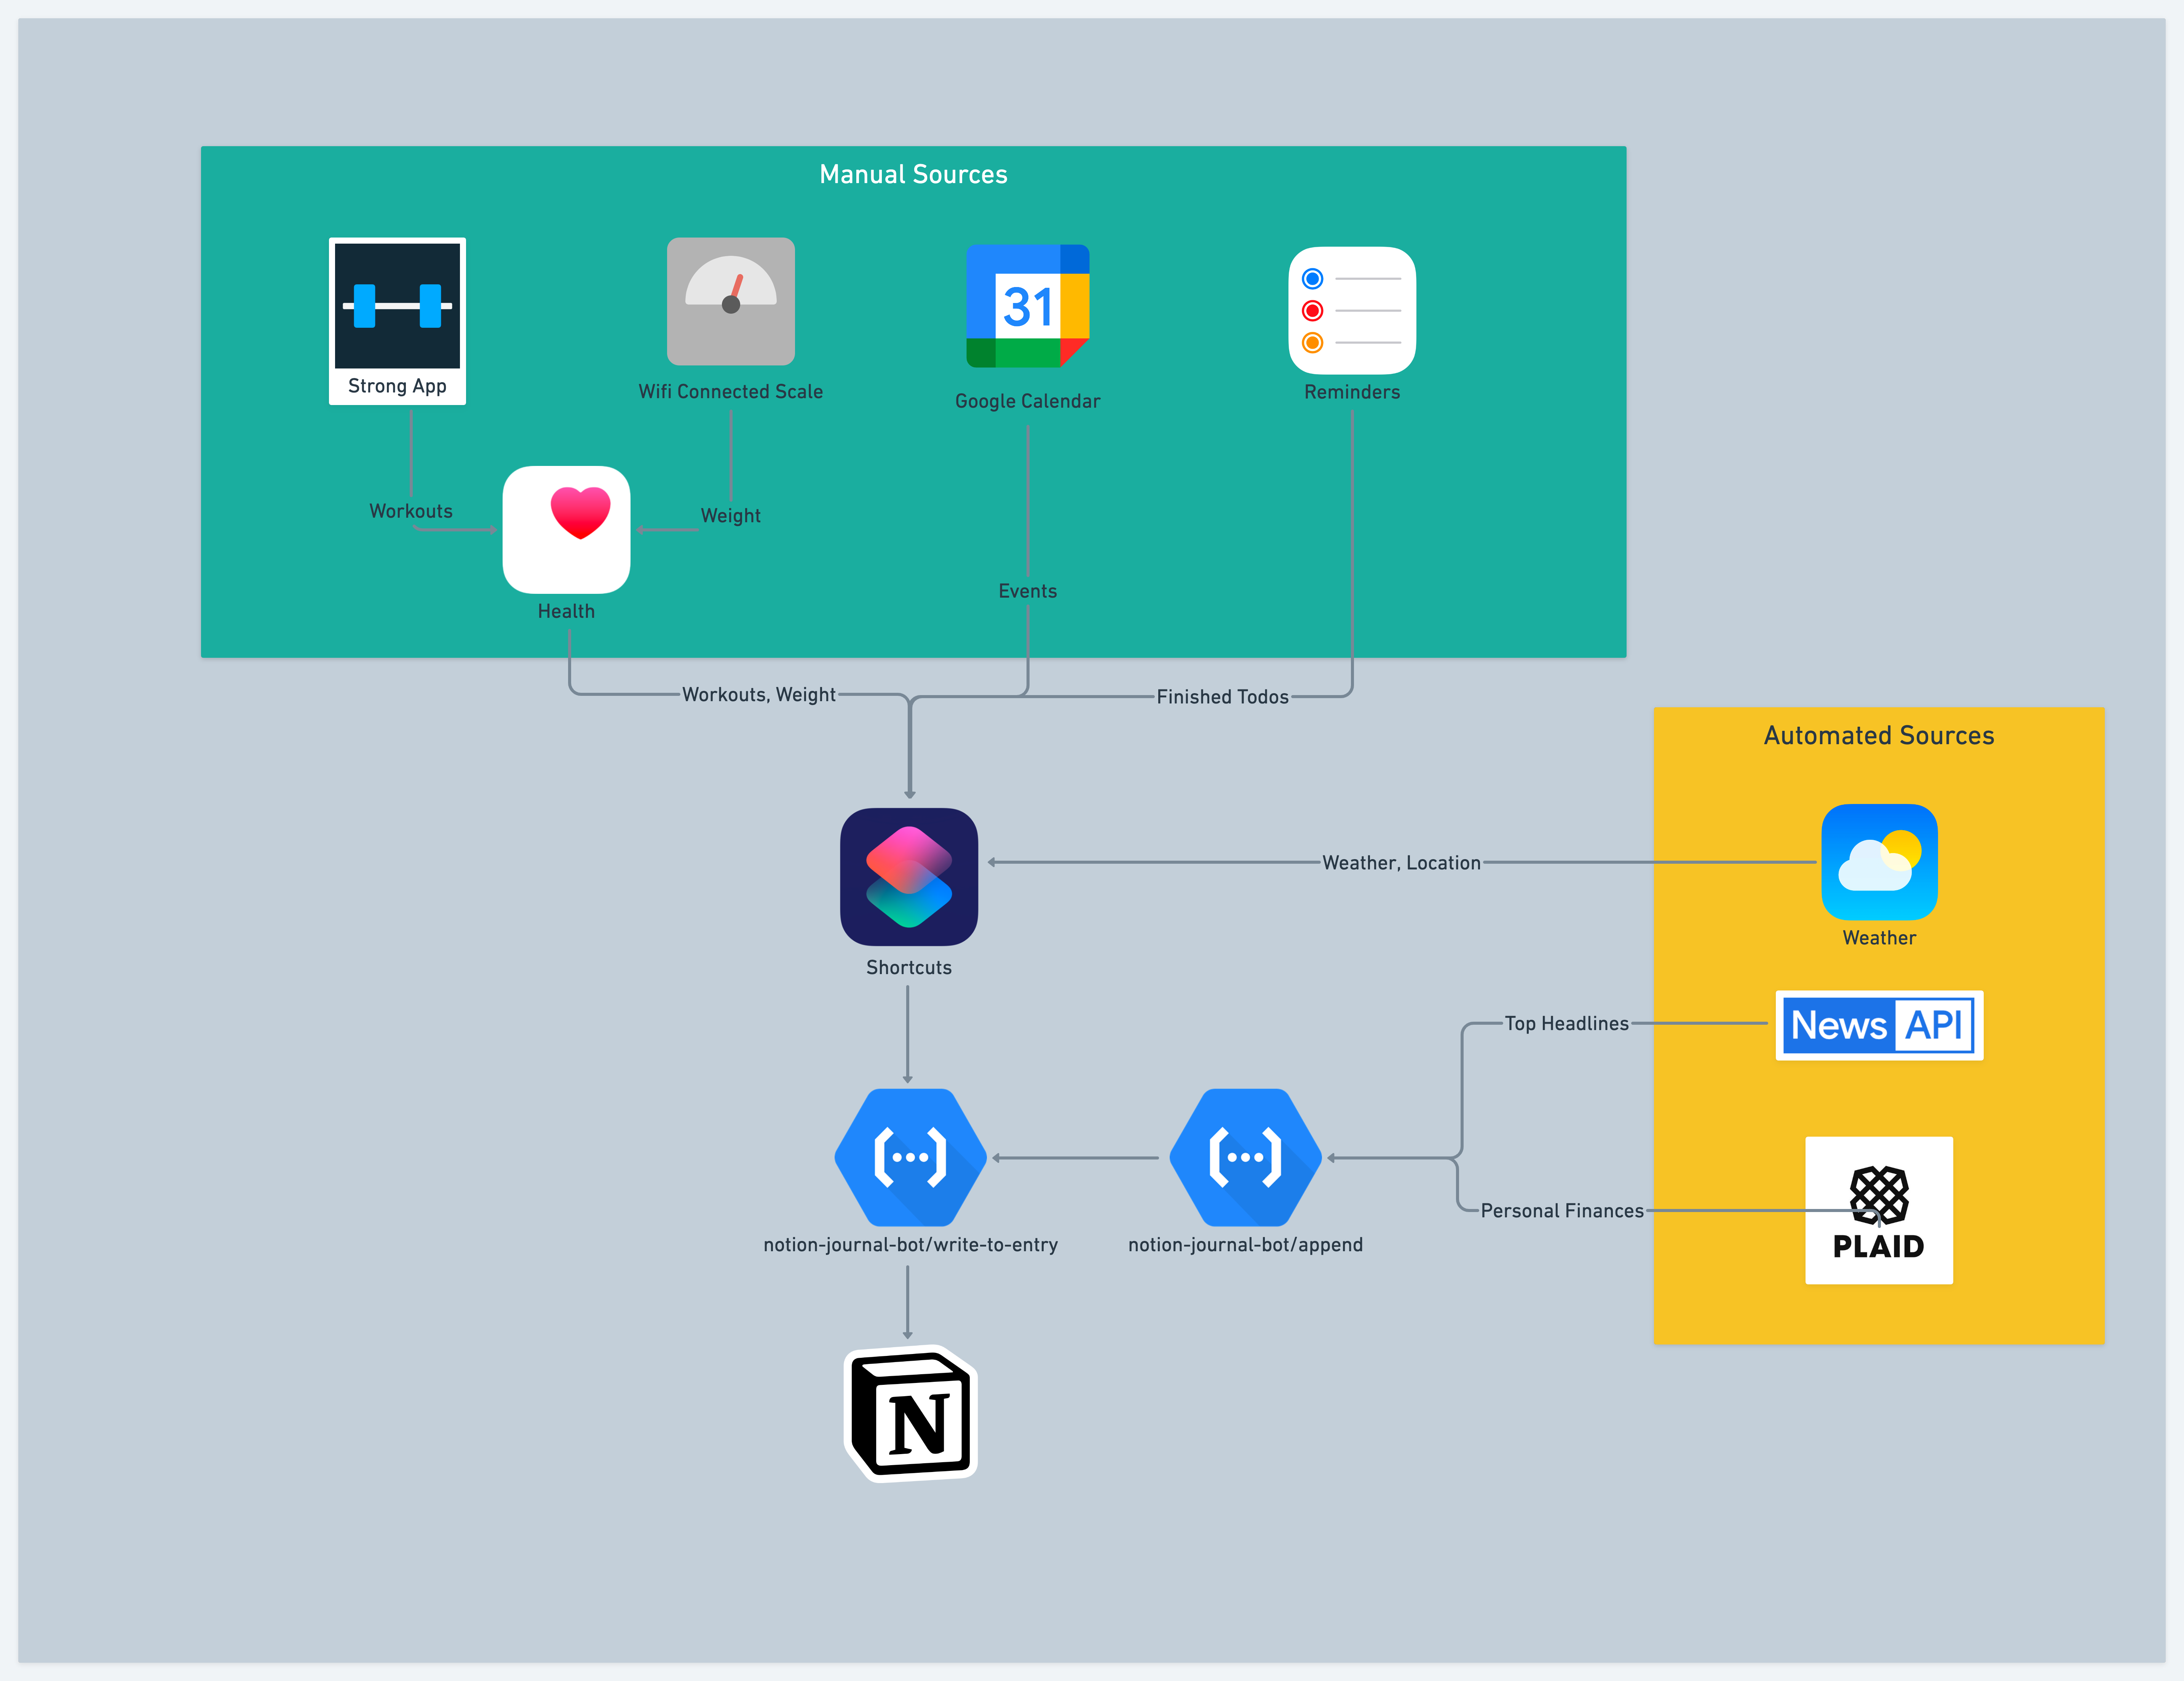 Manual Sources
31
Strong App
Wifi Connected Scale
Google Calendar
Reminders
Workouts
Weight
Events
Health
Workouts, Weight
Finished Todos
Automated Sources
Weather, Location
Weather
Shortcuts
Top Headlines
News API
Personal Finances
PLAID
notion-journal-bot/write-to-entry
notion-journal-bot/append
N